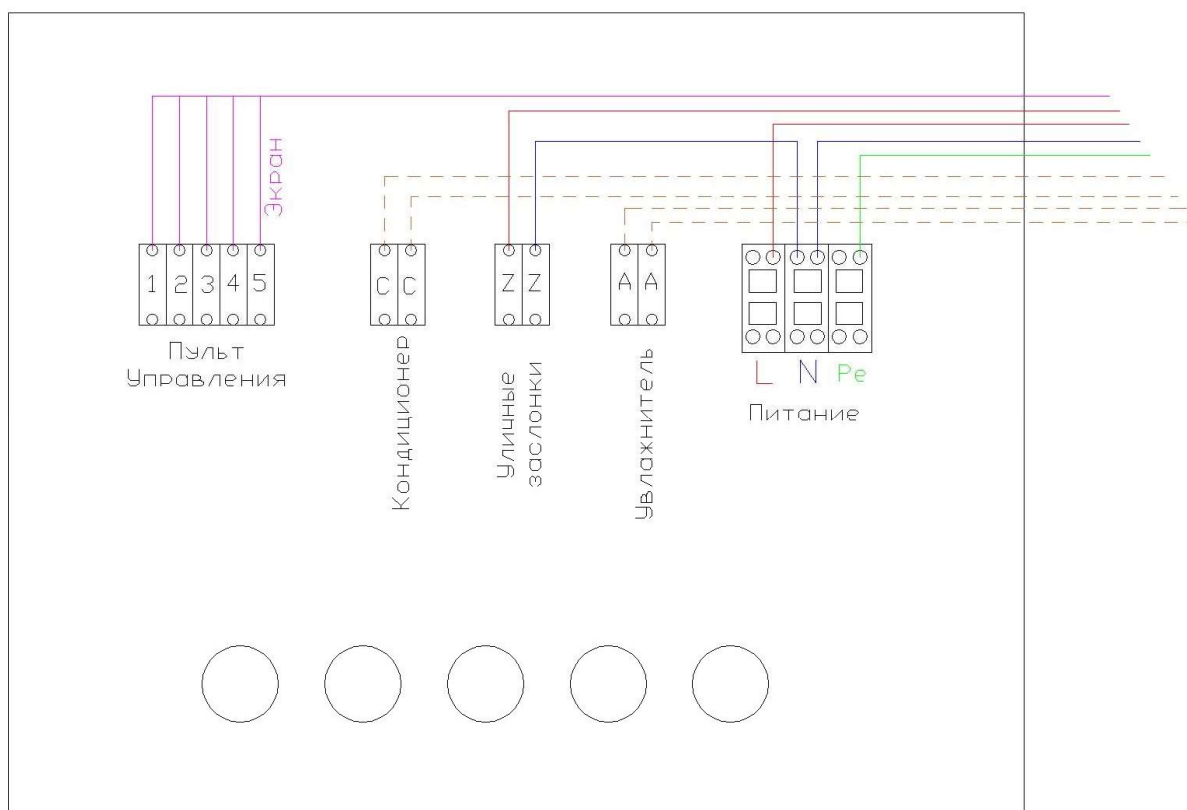 Экран
1 2 3 4 5
C C
Z Z
A A
Пульт
Управления
Кондиционер
Уличные
заслонки
Увлажнитель
L N Pe
Питание